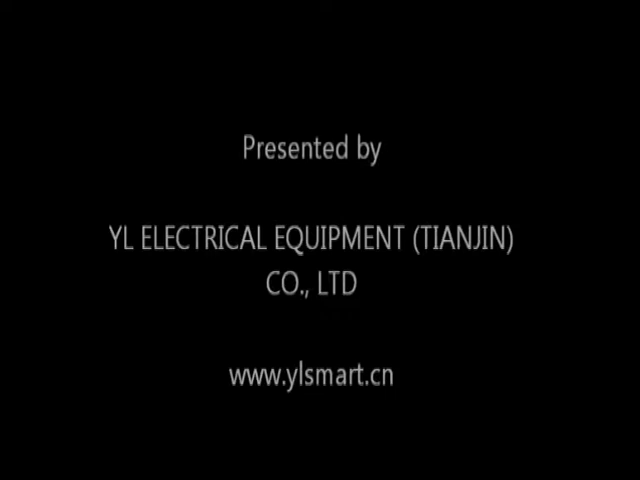 Presented by
YL ELECTRICAL EQUIPMENT (TIANJIN)
CO., LTD
www.ylsmart.cn